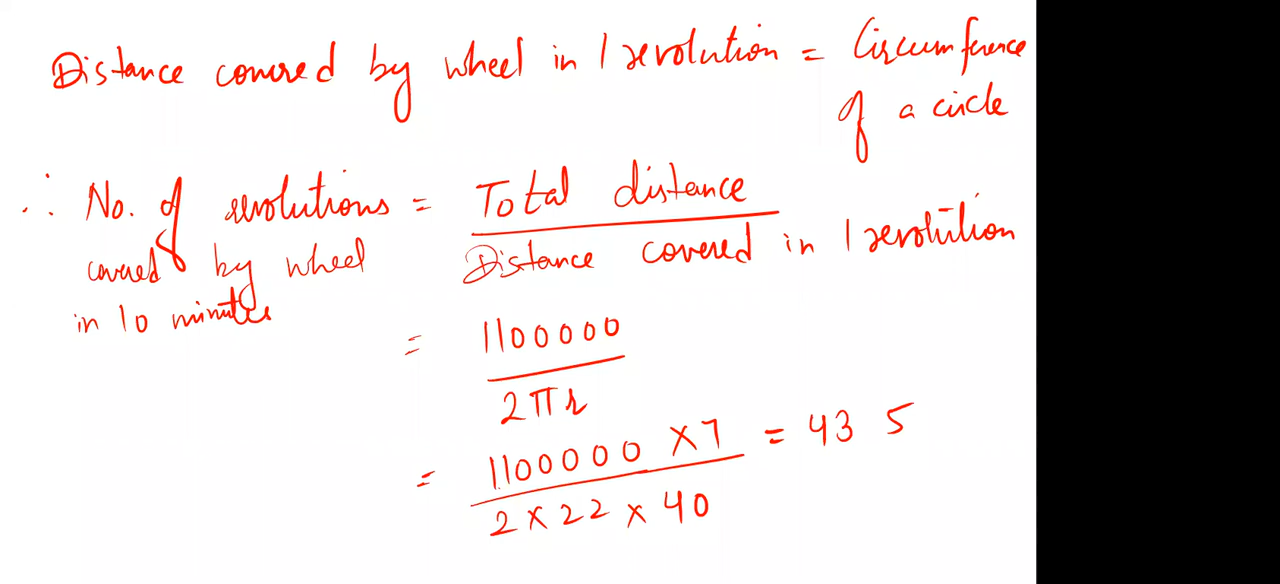 Distance covered by wheel in 1 revolution = Circumference
of a circle
∴ No. of revolutions = Total distance
covered by wheel Distance covered in 1 revolution
in 10 minutes
= 1100000
2πr
= 1100000 × 7 = 43 5
2 × 22 × 40